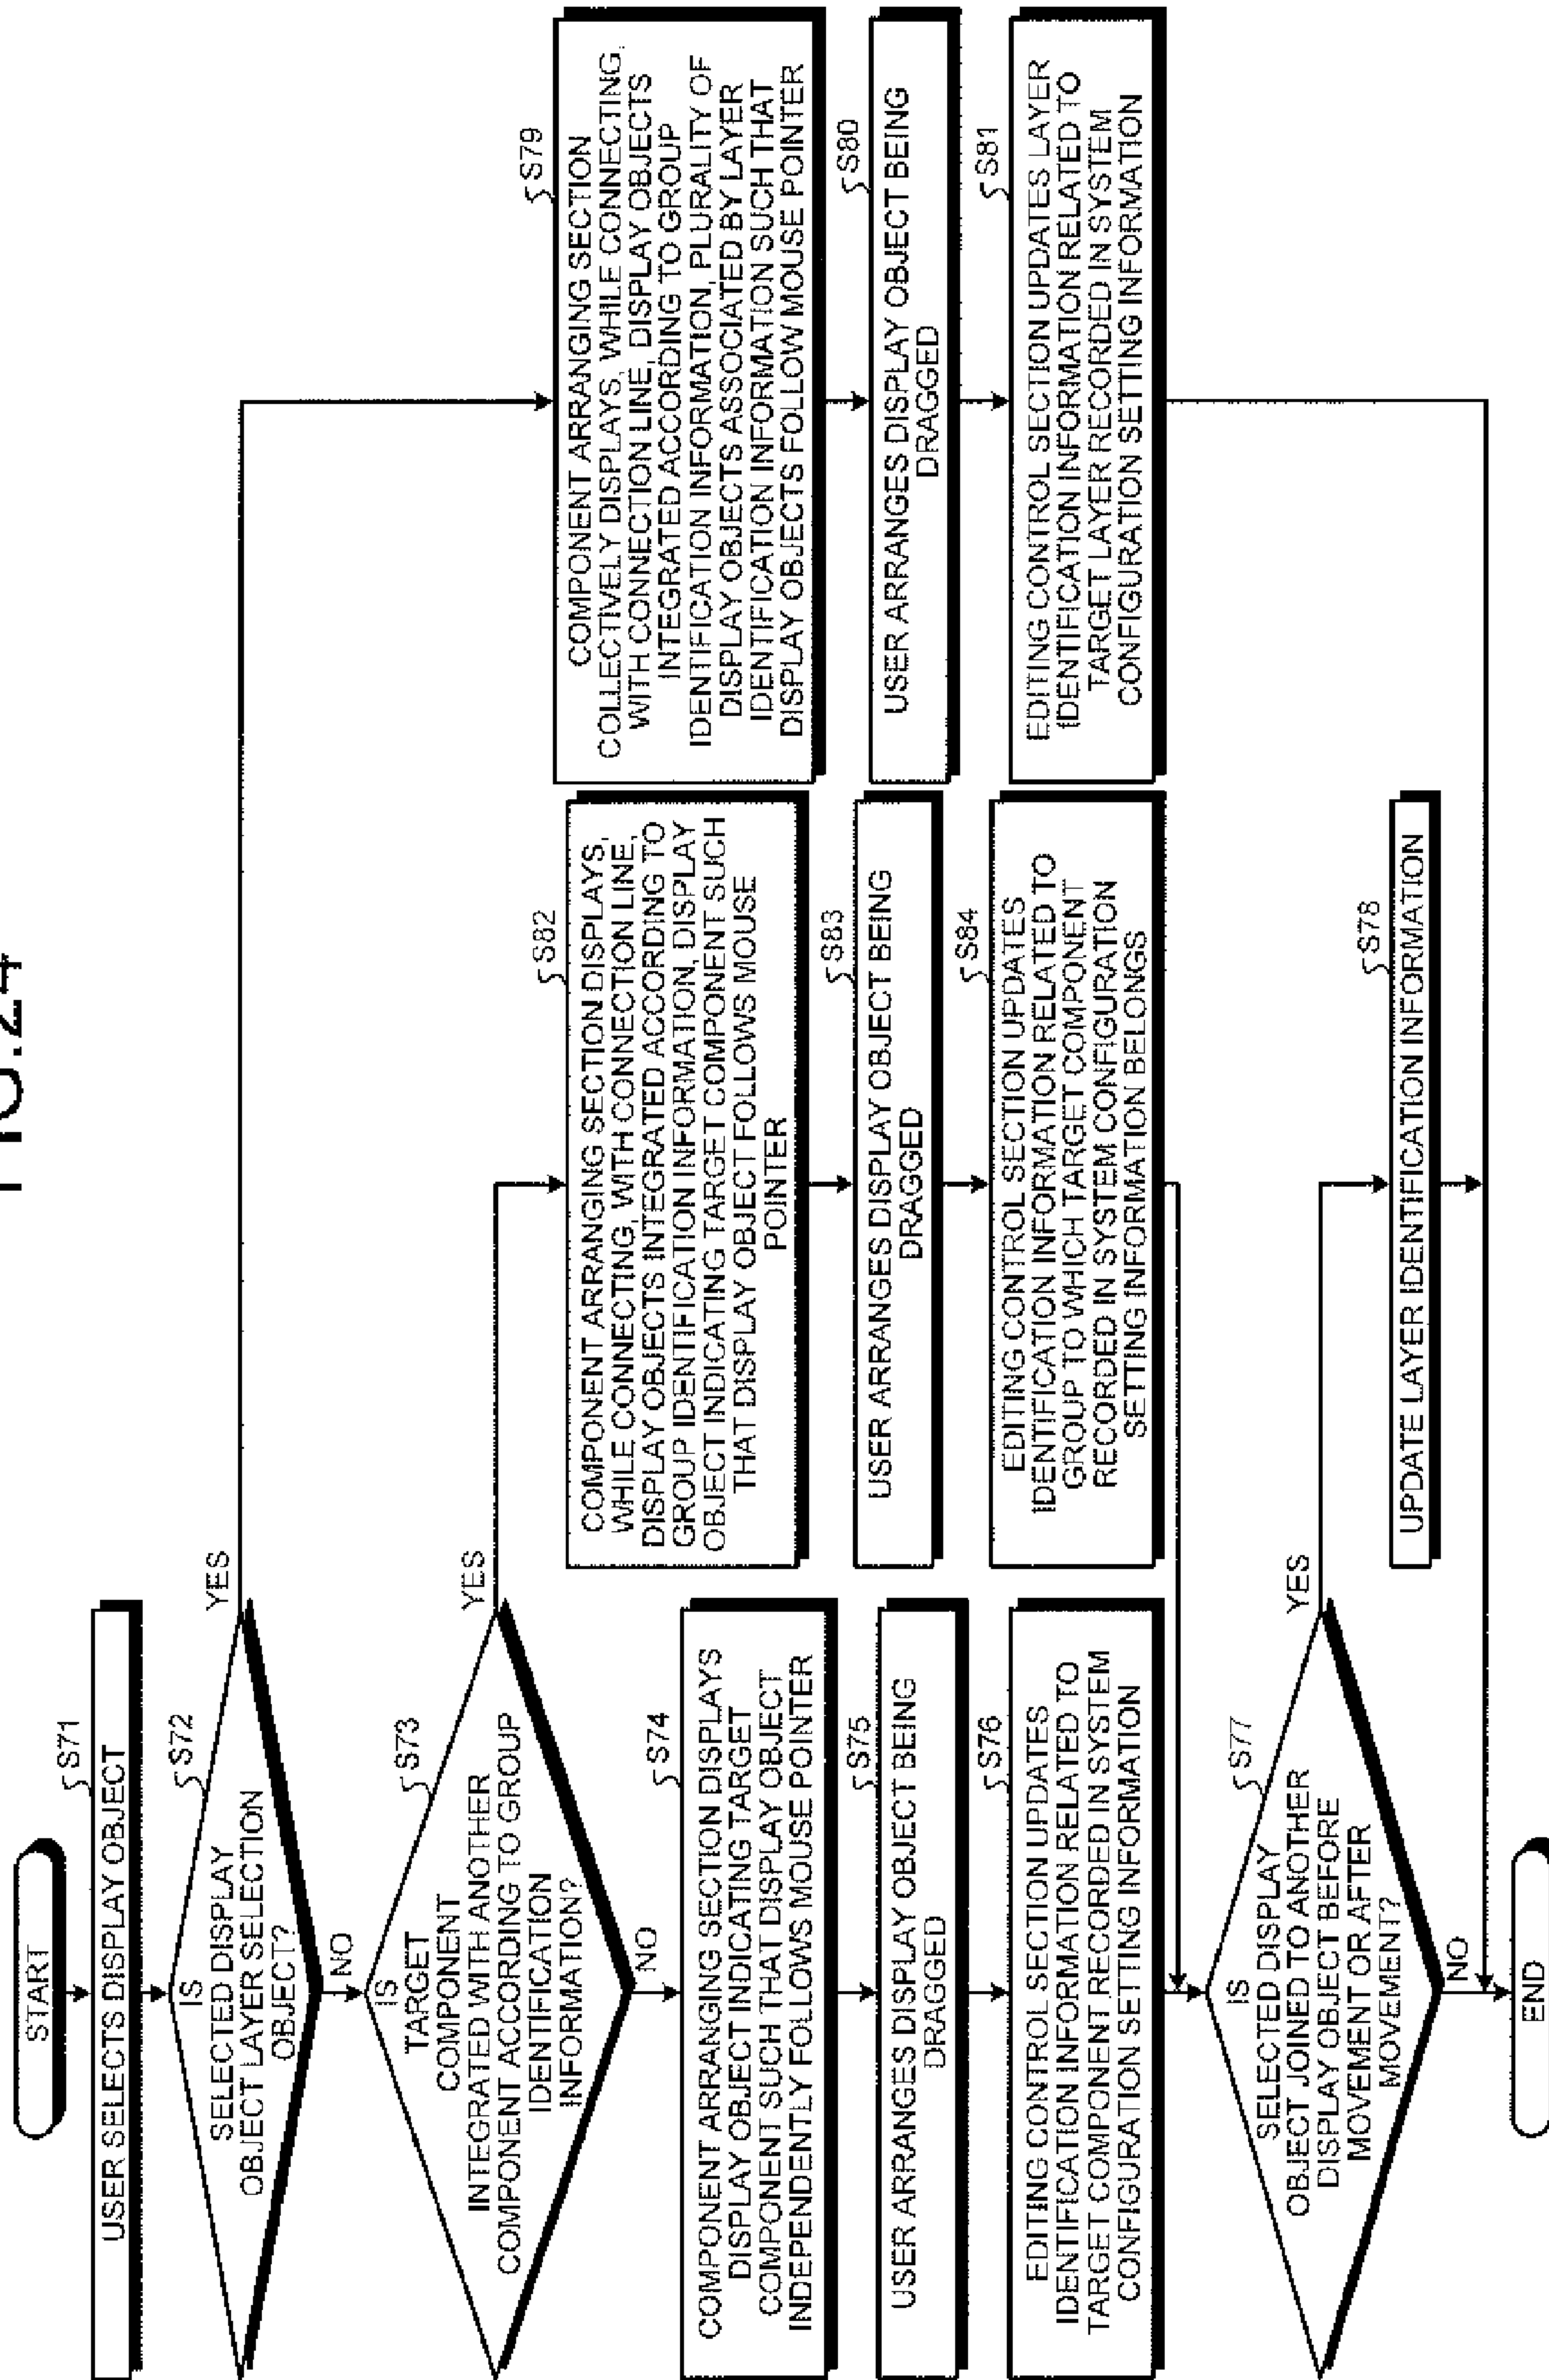 FIG.24
START
S71
USER SELECTS DISPLAY OBJECT
S72
IS
SELECTED DISPLAY
OBJECT LAYER SELECTION
OBJECT?
YES
NO
S73
IS
TARGET
COMPONENT
INTEGRATED WITH ANOTHER
COMPONENT ACCORDING TO GROUP
IDENTIFICATION
INFORMATION?
YES
NO
S74
COMPONENT ARRANGING SECTION DISPLAYS
DISPLAY OBJECT INDICATING TARGET
COMPONENT SUCH THAT DISPLAY OBJECT
INDEPENDENTLY FOLLOWS MOUSE POINTER
S75
USER ARRANGES DISPLAY OBJECT BEING
DRAGGED
S76
EDITING CONTROL SECTION UPDATES
IDENTIFICATION INFORMATION RELATED TO
TARGET COMPONENT RECORDED IN SYSTEM
CONFIGURATION SETTING INFORMATION
S77
IS
SELECTED DISPLAY
OBJECT JOINED TO ANOTHER
DISPLAY OBJECT BEFORE
MOVEMENT OR AFTER
MOVEMENT?
YES
NO
END
S82
COMPONENT ARRANGING SECTION DISPLAYS,
WHILE CONNECTING, WITH CONNECTION LINE,
DISPLAY OBJECTS INTEGRATED ACCORDING TO
GROUP IDENTIFICATION INFORMATION, DISPLAY
OBJECT INDICATING TARGET COMPONENT SUCH
THAT DISPLAY OBJECT FOLLOWS MOUSE
POINTER
S83
USER ARRANGES DISPLAY OBJECT BEING
DRAGGED
S84
EDITING CONTROL SECTION UPDATES
IDENTIFICATION INFORMATION RELATED TO
GROUP TO WHICH TARGET COMPONENT
RECORDED IN SYSTEM CONFIGURATION
SETTING INFORMATION BELONGS
S78
UPDATE LAYER IDENTIFICATION INFORMATION
S79
COMPONENT ARRANGING SECTION
COLLECTIVELY DISPLAYS, WHILE CONNECTING,
WITH CONNECTION LINE, DISPLAY OBJECTS
INTEGRATED ACCORDING TO GROUP
IDENTIFICATION INFORMATION, PLURALITY OF
DISPLAY OBJECTS ASSOCIATED BY LAYER
IDENTIFICATION INFORMATION SUCH THAT
DISPLAY OBJECTS FOLLOW MOUSE POINTER
S80
USER ARRANGES DISPLAY OBJECT BEING
DRAGGED
S81
EDITING CONTROL SECTION UPDATES LAYER
IDENTIFICATION INFORMATION RELATED TO
TARGET LAYER RECORDED IN SYSTEM
CONFIGURATION SETTING INFORMATION